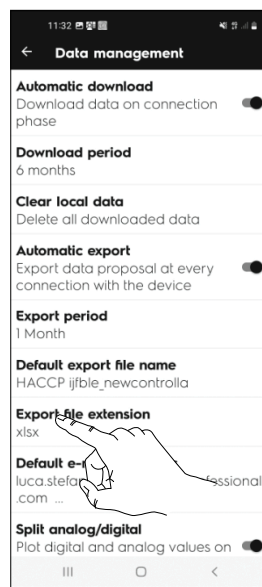 11:32
Data management
Automatic download
Download data on connection
phase
Download period
6 months
Clear local data
Delete all downloaded data
Automatic export
Export data proposal at every
connection with the device
Export period
1 Month
Default export file name
HACCP ijfble_newcontrolla
Export file extension
xlsx
Default
.com ...
Split analog/digital
Plot digital and analog values on